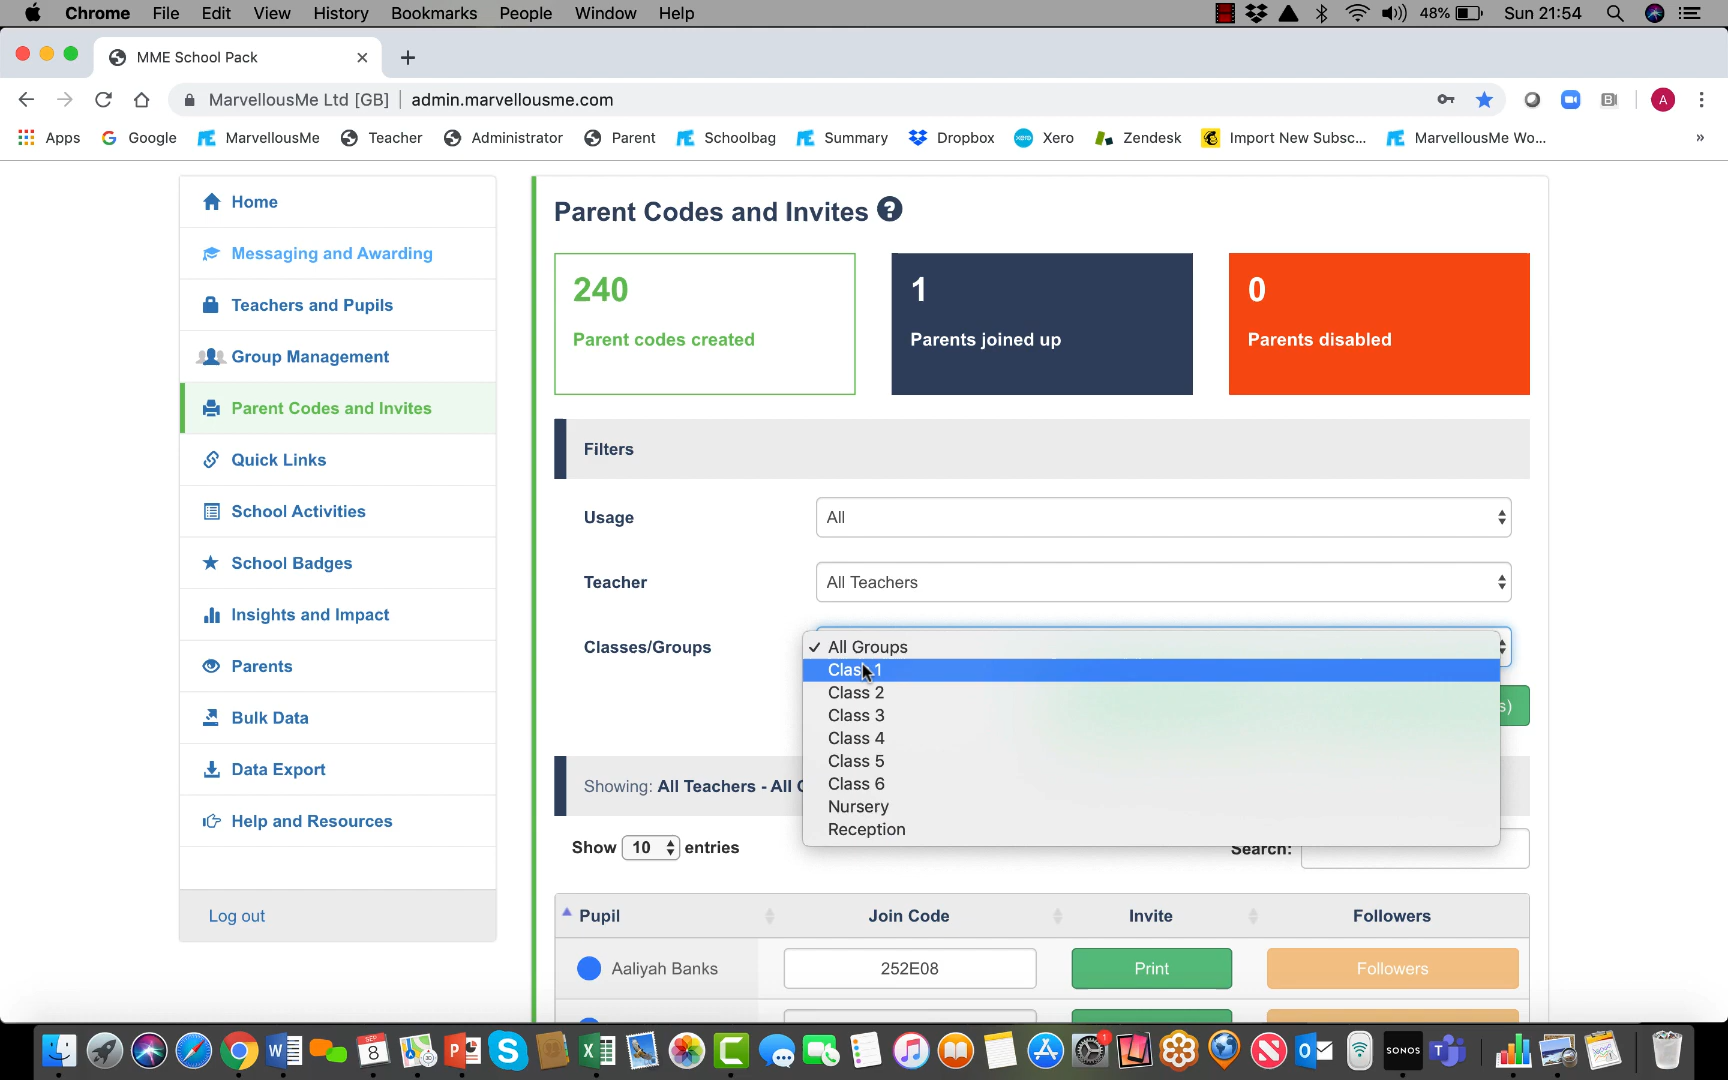 Chrome File Edit View History Bookmarks People Window Help 48% Sun 21:54
MME School Pack
MarvellousMe Ltd [GB] admin.marvellousme.com A
Apps Google MarvellousMe Teacher Administrator Parent Schoolbag Summary Dropbox Xero Zendesk Import New Subsc... MarvellousMe Wo... »
Home
Messaging and Awarding
Teachers and Pupils
Group Management
Parent Codes and Invites
Quick Links
School Activities
School Badges
Insights and Impact
Parents
Bulk Data
Data Export
Help and Resources
Log out
Parent Codes and Invites ?
240
Parent codes created
1
Parents joined up
0
Parents disabled
Filters
Usage All
Teacher All Teachers
Classes/Groups
All Groups
Class 1
Class 2
Class 3
Class 4
Class 5
Class 6
Nursery
Reception
s)
Showing: All Teachers - All
Show 10 entries
Search:
Pupil Join Code Invite Followers
Aaliyah Banks 252E08 Print Followers
SEP 8 1 SONOS